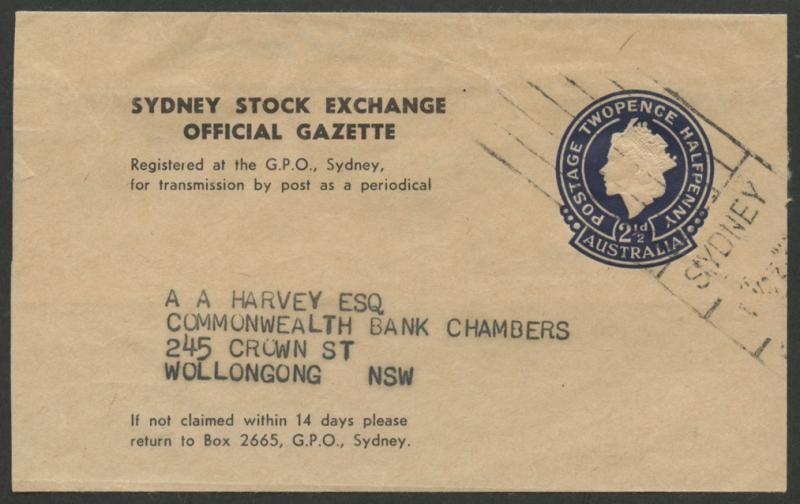 SYDNEY STOCK EXCHANGE
OFFICIAL GAZETTE
Registered at the G.P.O., Sydney,
for transmission by post as a periodical
POSTAGE TWOPENCE HALFPENNY
2½d
AUSTRALIA
SYDNEY
A A HARVEY ESQ
COMMONWEALTH BANK CHAMBERS
245 CROWN ST
WOLLONGONG NSW
If not claimed within 14 days please
return to Box 2665, G.P.O., Sydney.